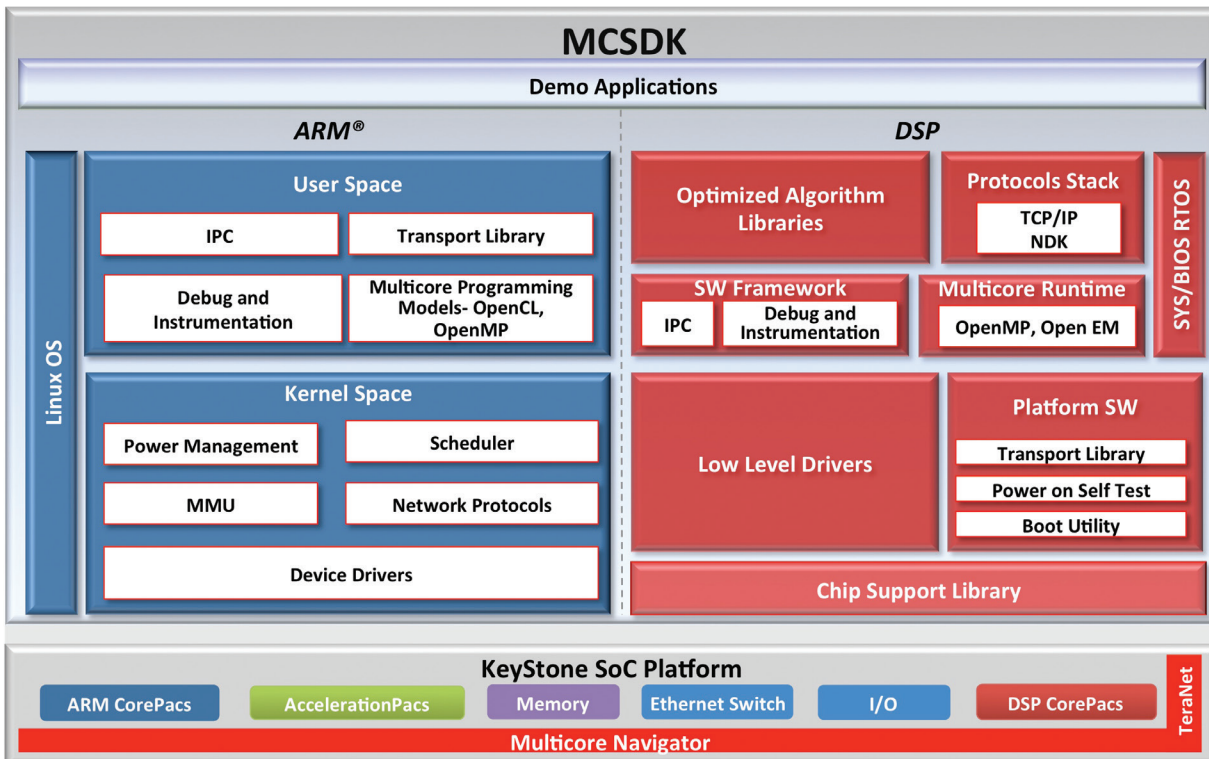 MCSDK
Demo Applications
ARM®
DSP
Linux OS
User Space
IPC
Transport Library
Debug and
Instrumentation
Multicore Programming
Models- OpenCL,
OpenMP
Kernel Space
Power Management
Scheduler
MMU
Network Protocols
Device Drivers
Optimized Algorithm
Libraries
Protocols Stack
TCP/IP
NDK
SYS/BIOS RTOS
SW Framework
IPC
Debug and
Instrumentation
Multicore Runtime
OpenMP, Open EM
Low Level Drivers
Platform SW
Transport Library
Power on Self Test
Boot Utility
Chip Support Library
KeyStone SoC Platform
ARM CorePacs
AccelerationPacs
Memory
Ethernet Switch
I/O
DSP CorePacs
TeraNet
Multicore Navigator